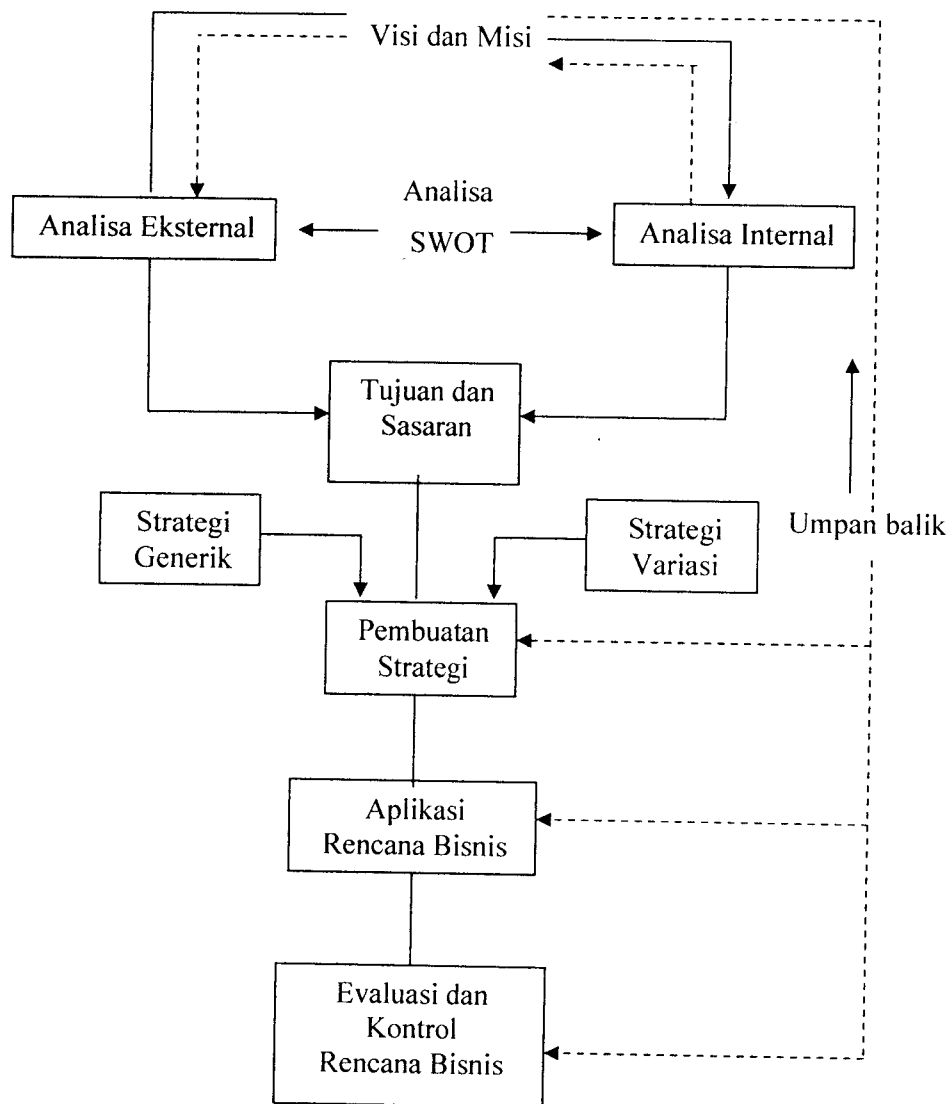 Visi dan Misi
Analisa
SWOT
Analisa Eksternal
Analisa Internal
Tujuan dan
Sasaran
Strategi
Generik
Strategi
Variasi
Umpan balik
Pembuatan
Strategi
Aplikasi
Rencana Bisnis
Evaluasi dan
Kontrol
Rencana Bisnis